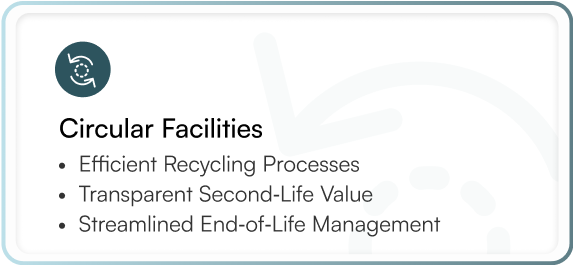 Circular Facilities
• Efficient Recycling Processes
• Transparent Second-Life Value
• Streamlined End-of-Life Management